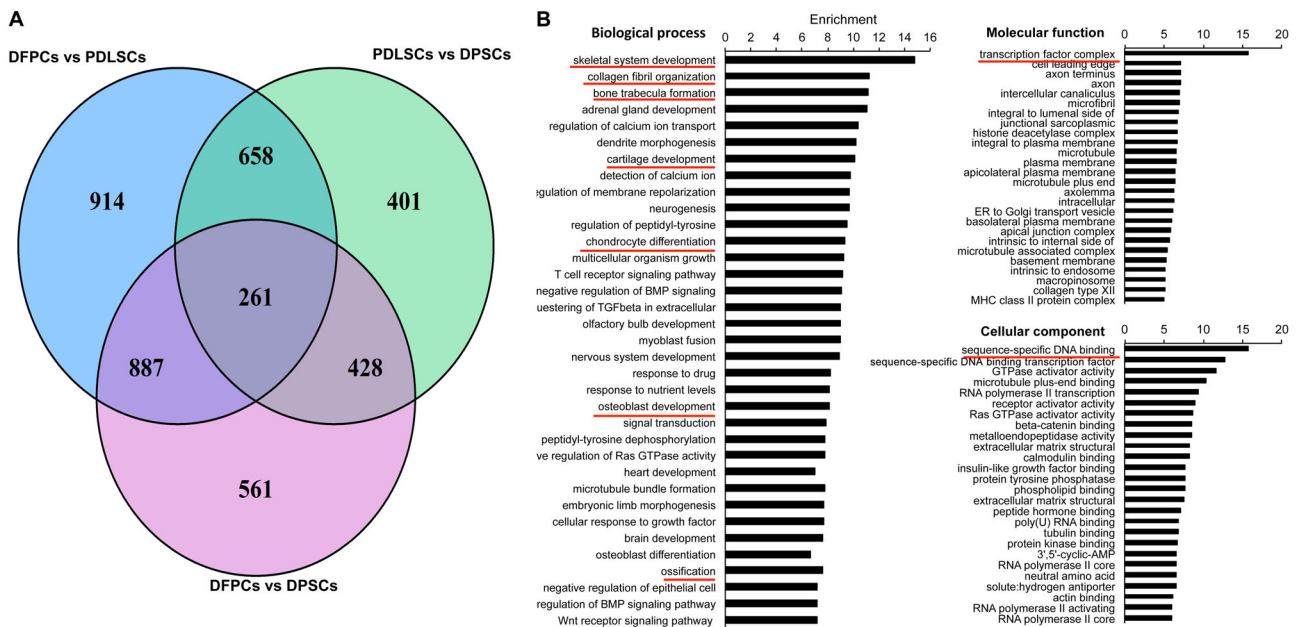 A
DFPCs vs PDLSCs
PDLSCs vs DPSCs
658
914
401
261
887
428
561
DFPCs vs DPSCs
B
Enrichment
Biological process
0 2 4 6 8 10 12 14 16
skeletal system development
collagen fibril organization
bone trabecula formation
adrenal gland development
regulation of calcium ion transport
dendrite morphogenesis
cartilage development
detection of calcium ion
egulation of membrane repolarization
neurogenesis
regulation of peptidyl-tyrosine
chondrocyte differentiation
multicellular organism growth
T cell receptor signaling pathway
negative regulation of BMP signaling
uestering of TGFbeta in extracellular
olfactory bulb development
myoblast fusion
nervous system development
response to drug
response to nutrient levels
osteoblast development
signal transduction
peptidyl-tyrosine dephosphorylation
ve regulation of Ras GTPase activity
heart development
microtubule bundle formation
embryonic limb morphogenesis
cellular response to growth factor
brain development
osteoblast differentiation
ossification
negative regulation of epithelial cell
regulation of BMP signaling pathway
Wnt receptor signaling pathway
Molecular function
0 5 10 15 20
transcription factor complex
cell leading edge
axon terminus
axon
intercellular canaliculus
microfibril
integral to lumenal side of
junctional sarcoplasmic
histone deacetylase complex
integral to plasma membrane
microtubule
plasma membrane
apicolateral plasma membrane
microtubule plus end
axolemma
intracellular
ER to Golgi transport vesicle
basolateral plasma membrane
apical junction complex
intrinsic to internal side of
microtubule associated complex
basement membrane
intrinsic to endosome
macropinosome
collagen type XII
MHC class II protein complex
Cellular component
0 5 10 15 20
sequence-specific DNA binding
sequence-specific DNA binding transcription factor
GTPase activator activity
microtubule plus-end binding
RNA polymerase II transcription
receptor activator activity
Ras GTPase activator activity
beta-catenin binding
metalloendopeptidase activity
extracellular matrix structural
calmodulin binding
insulin-like growth factor binding
protein tyrosine phosphatase
phospholipid binding
extracellular matrix structural
peptide hormone binding
poly(U) RNA binding
tubulin binding
protein kinase binding
3',5'-cyclic-AMP
RNA polymerase II core
neutral amino acid
solute:hydrogen antiporter
actin binding
RNA polymerase II activating
RNA polymerase II core